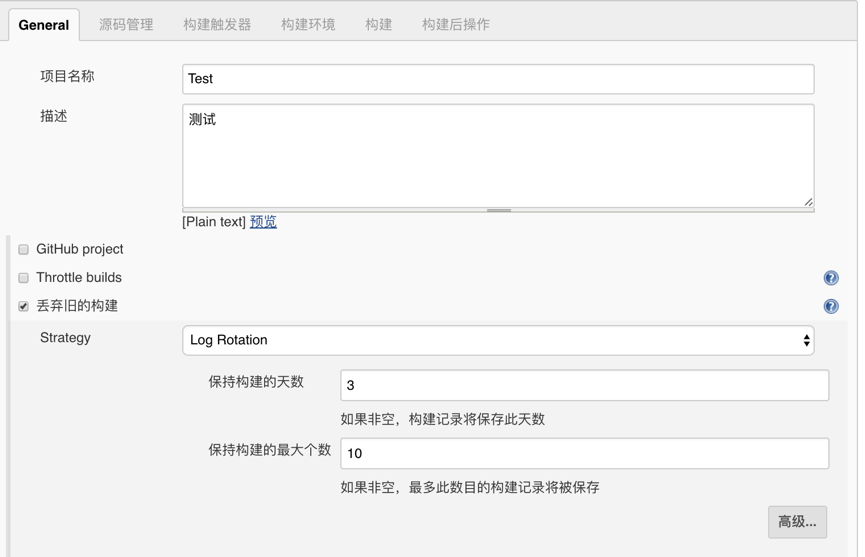 General 源码管理 构建触发器 构建环境 构建 构建后操作
项目名称 Test
描述 测试
[Plain text] 预览
GitHub project
Throttle builds
丢弃旧的构建
Strategy Log Rotation
保持构建的天数 3
如果非空，构建记录将保存此天数
保持构建的最大个数 10
如果非空，最多此数目的构建记录将被保存
高级...